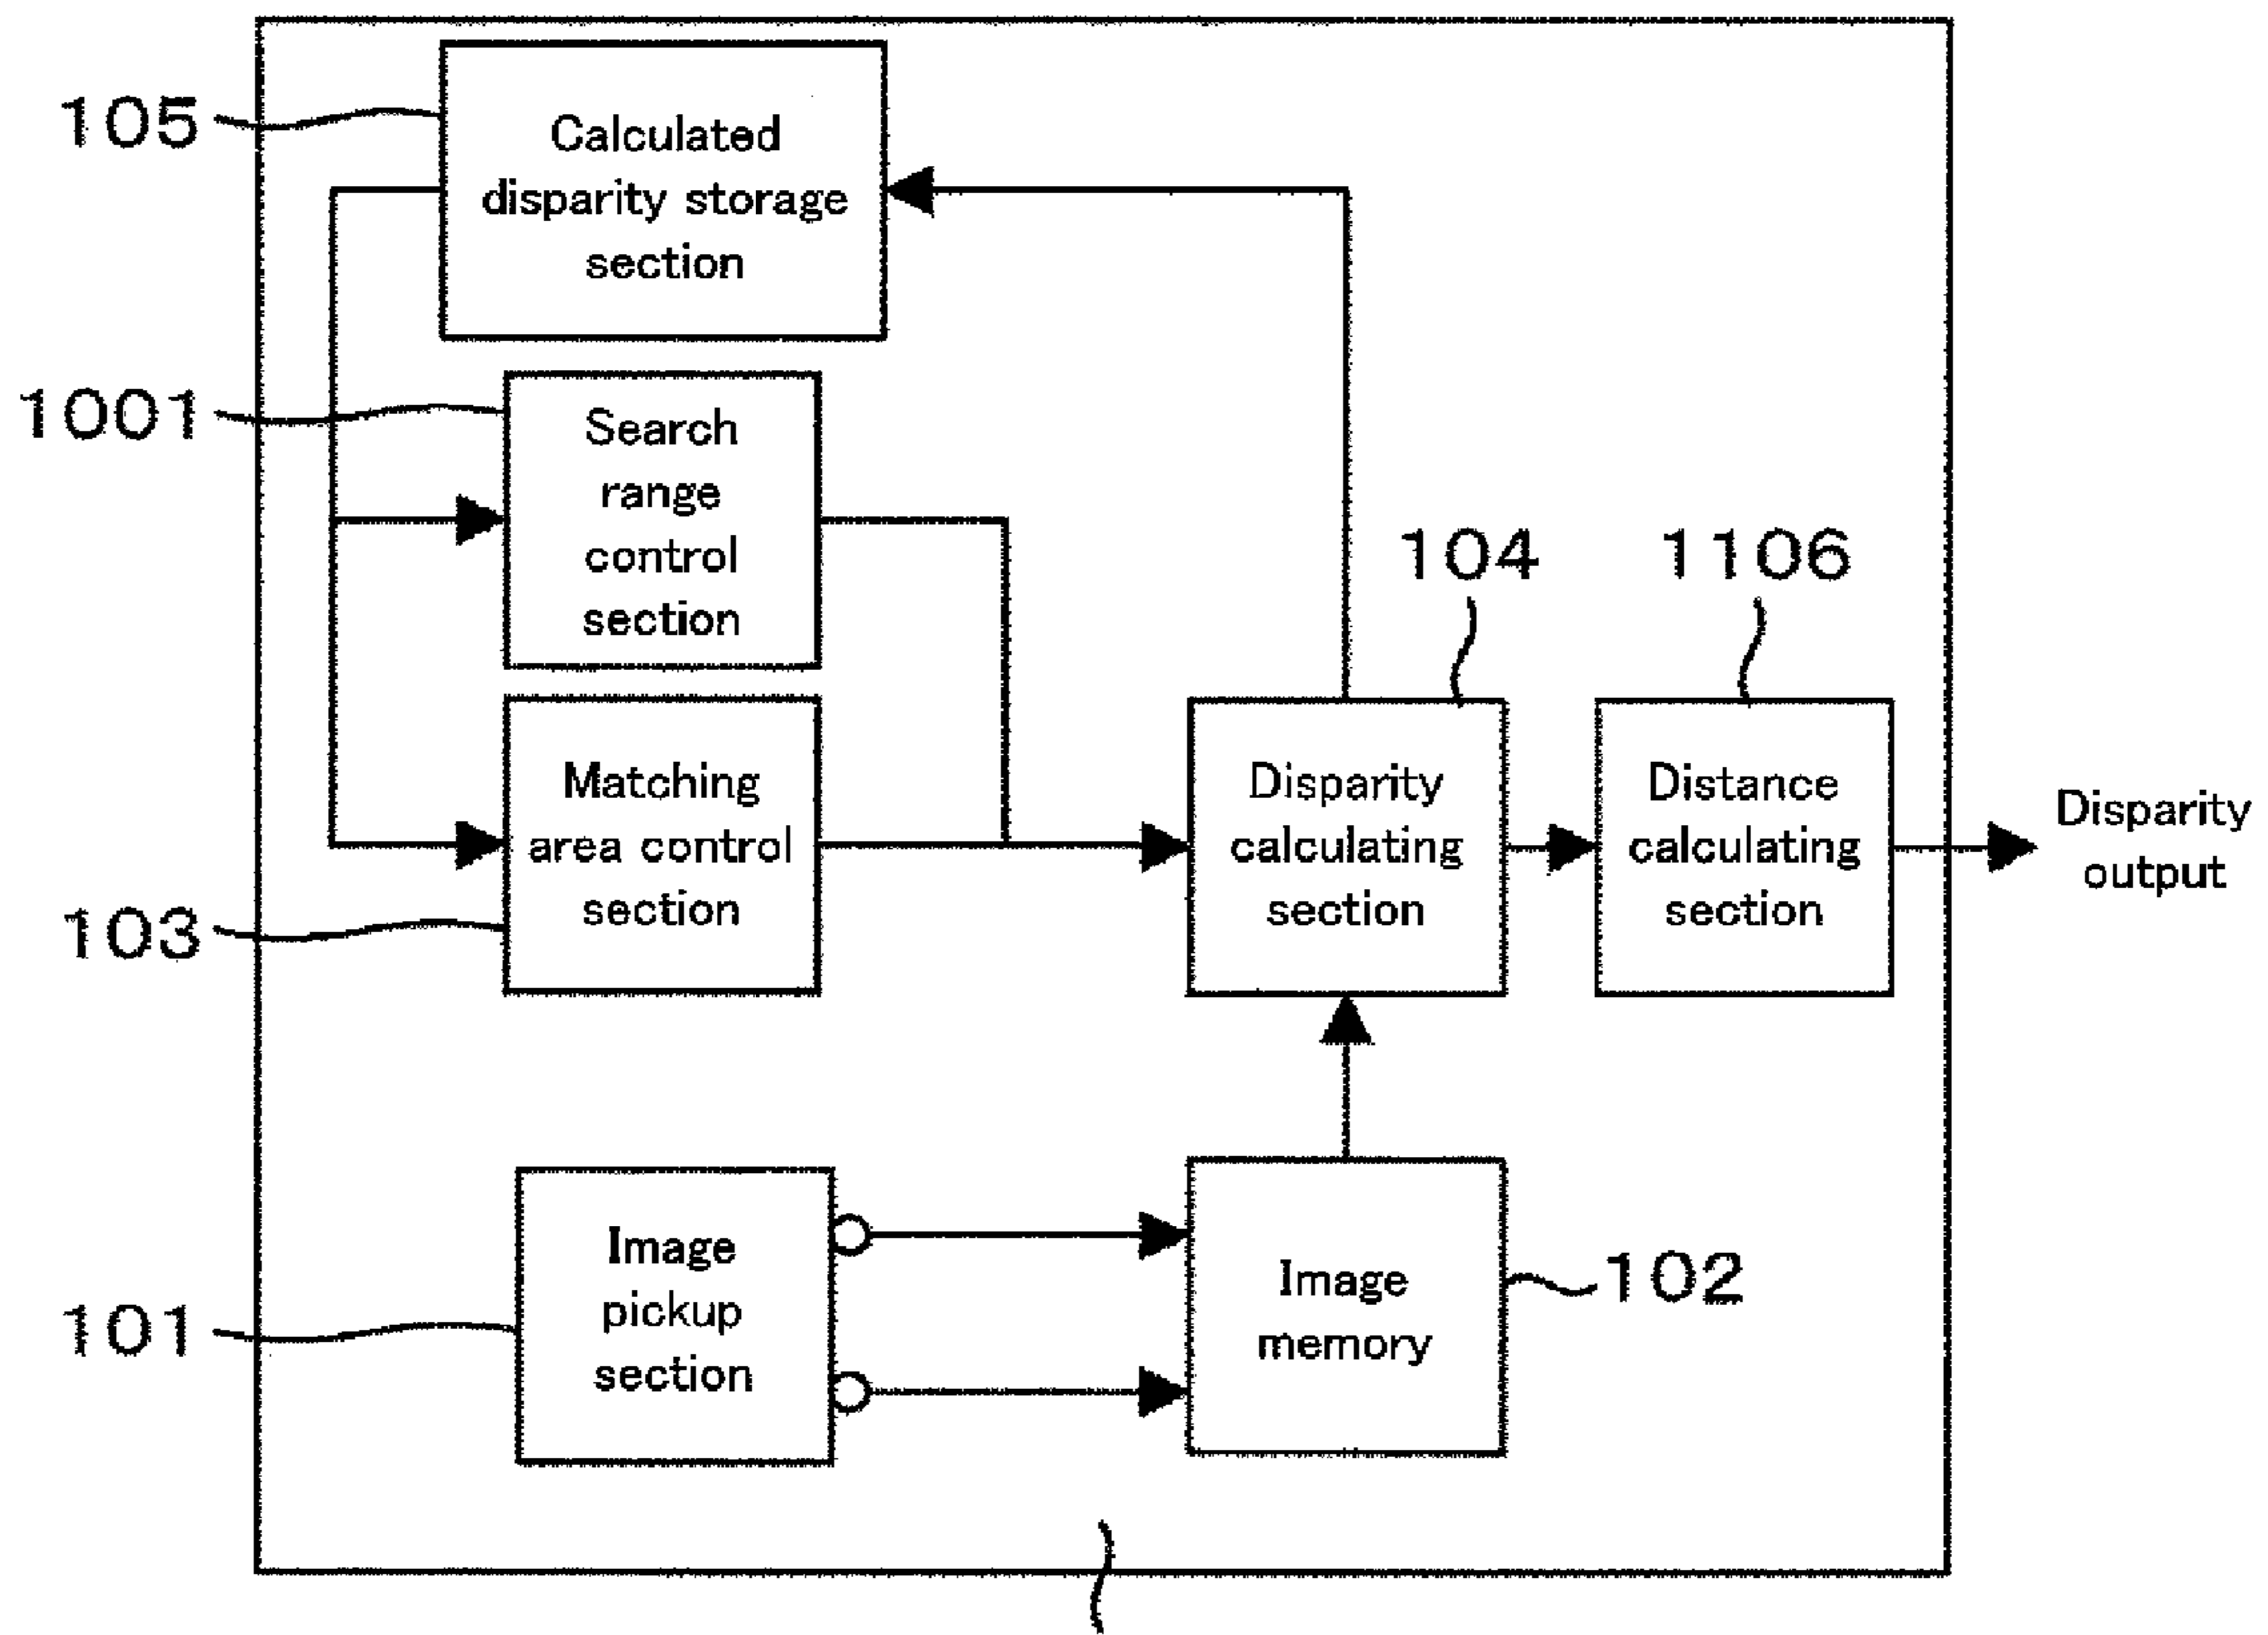 105
Calculated
disparity storage
section
1001
Search
range
control
section
104
1106
Matching
area control
section
103
Disparity
calculating
section
Distance
calculating
section
Disparity
output
101
Image
pickup
section
Image
memory
102